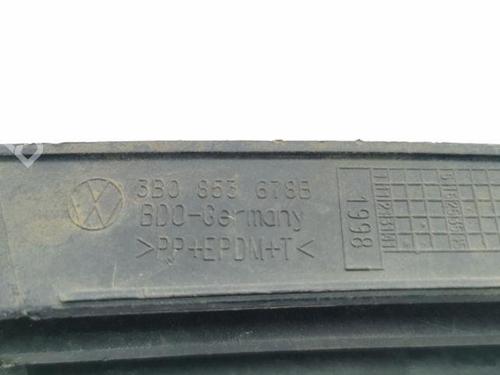 3B0 853 678B
BDO-Germany
>PP+EPDM+T<
1998